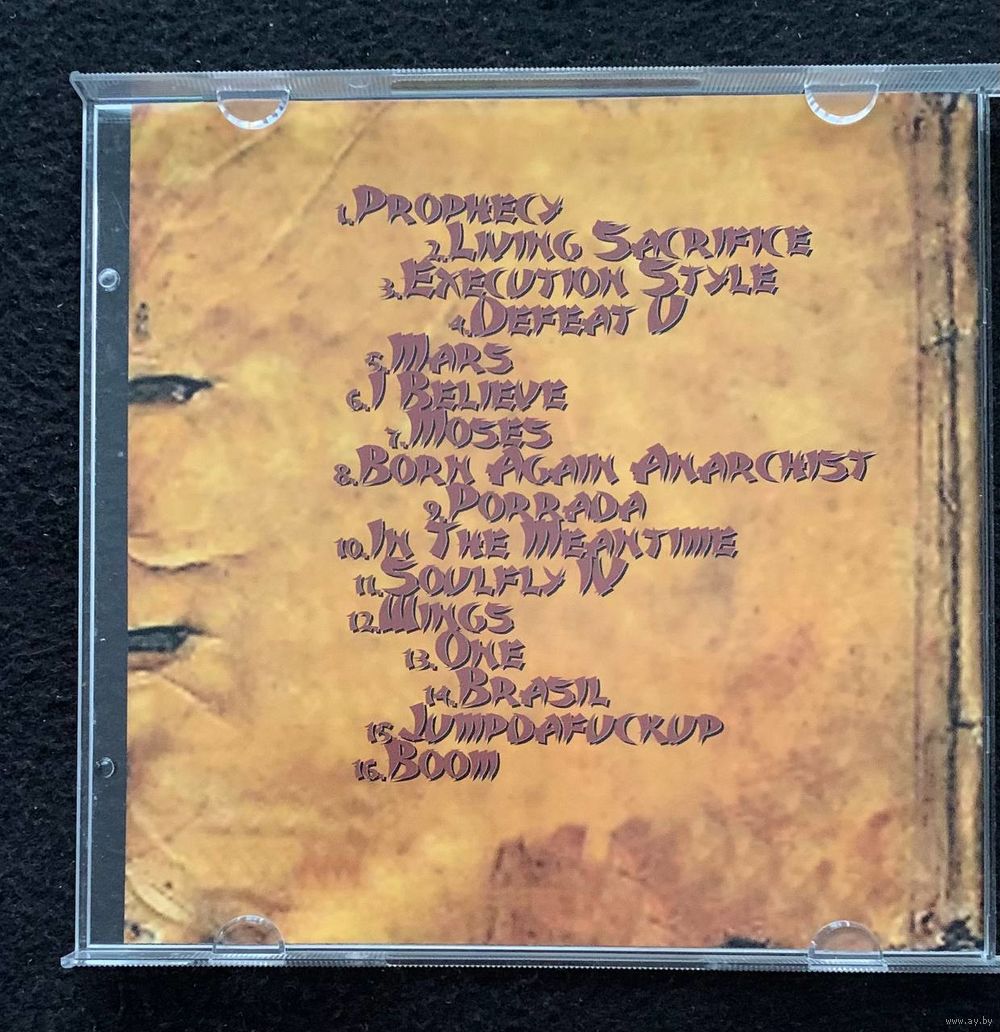 1. Prophecy
2. Living Sacrifice
3. Execution Style
4. Defeat U
5. Mars
6. I Believe
7. Moses
8. Born Again Anarchist
9. Porrada
10. In The Meantime
11. Soulfly IV
12. Wings
13. One
14. Brasil
15. Jumpdafuckup
16. Boom
www.ay.by